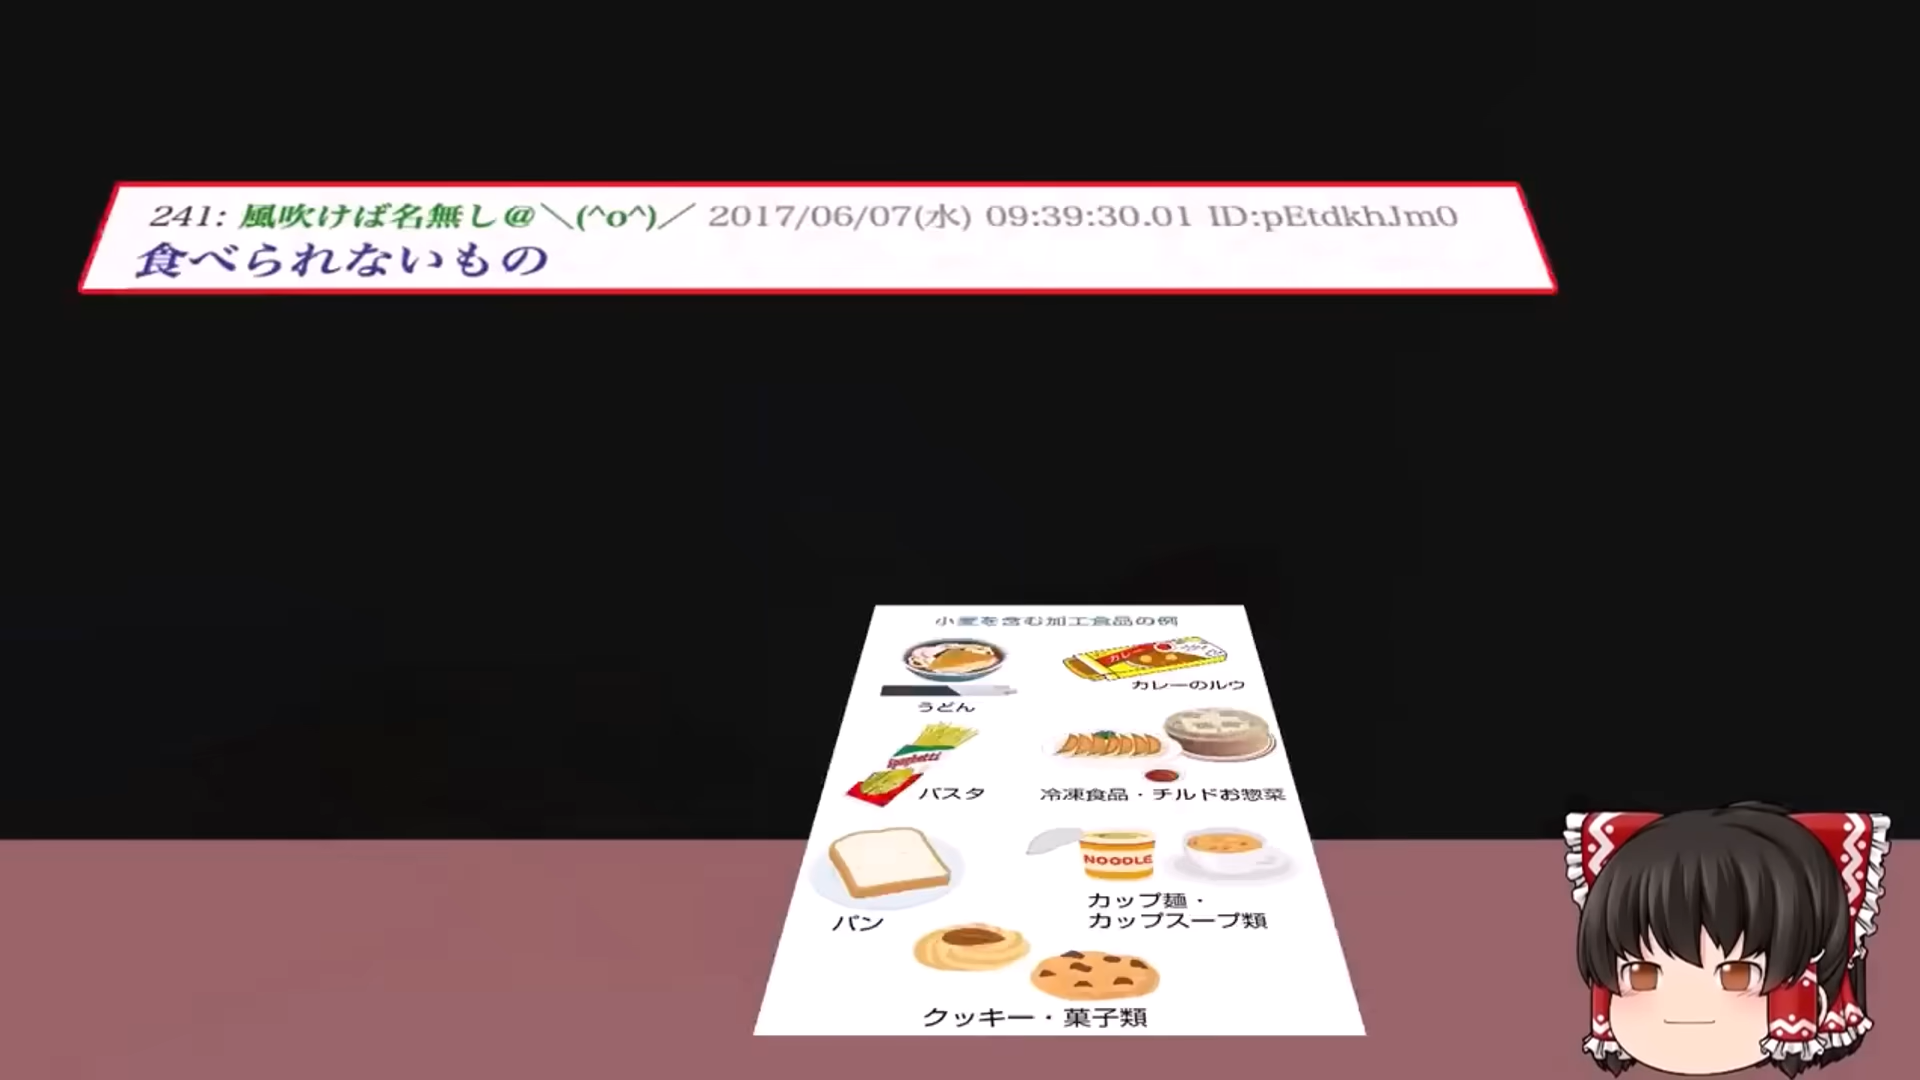 241: 風吹けば名無し@＼(^o^)／ 2017/06/07(水) 09:39:30.01 ID:pEtdkhJm0
食べられないもの
小麦を含む加工食品の例
カレー
うどん
カレーのルウ
Spaghetti
パスタ
冷凍食品・チルドお惣菜
NOODLE
パン
カップ麺・
カップスープ類
クッキー・菓子類